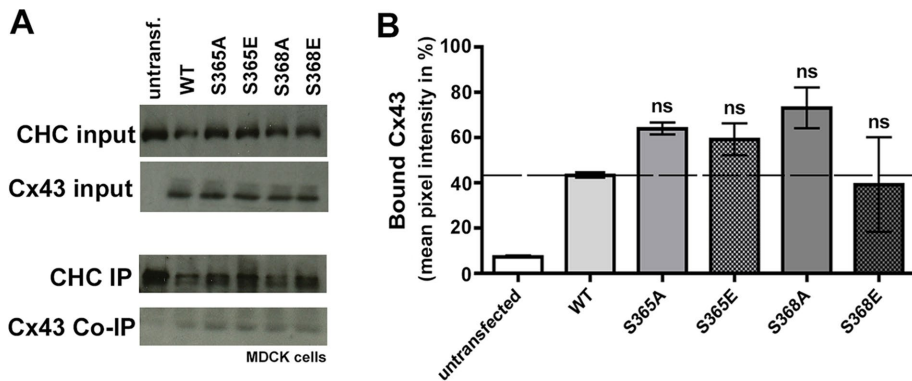 A
untransf.
WT
S365A
S365E
S368A
S368E
CHC input
Cx43 input
CHC IP
Cx43 Co-IP
MDCK cells
B
Bound Cx43
(mean pixel intensity in %)
100
80
60
40
20
0
ns
ns
ns
ns
untransfected
WT
S365A
S365E
S368A
S368E